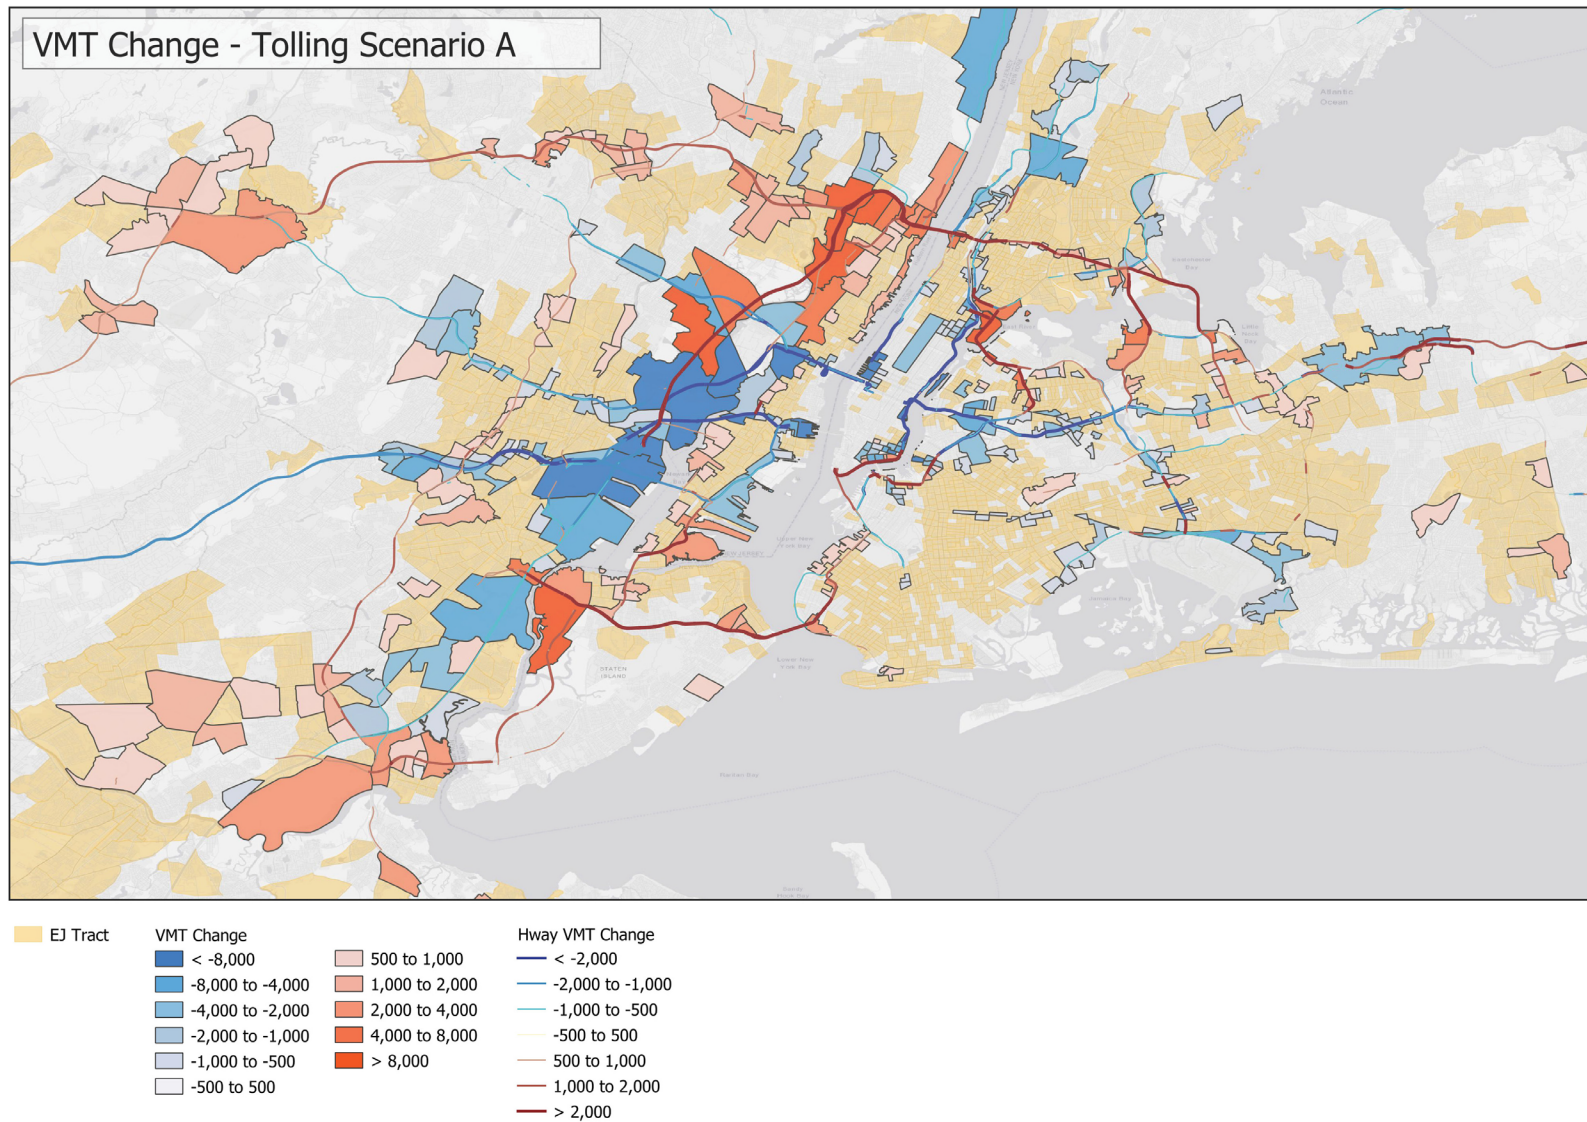 VMT Change - Tolling Scenario A
Atlantic
Ocean
STATEN
ISLAND
EJ Tract
VMT Change
< -8,000
-8,000 to -4,000
-4,000 to -2,000
-2,000 to -1,000
-1,000 to -500
-500 to 500
500 to 1,000
1,000 to 2,000
2,000 to 4,000
4,000 to 8,000
> 8,000
Hway VMT Change
< -2,000
-2,000 to -1,000
-1,000 to -500
-500 to 500
500 to 1,000
1,000 to 2,000
> 2,000